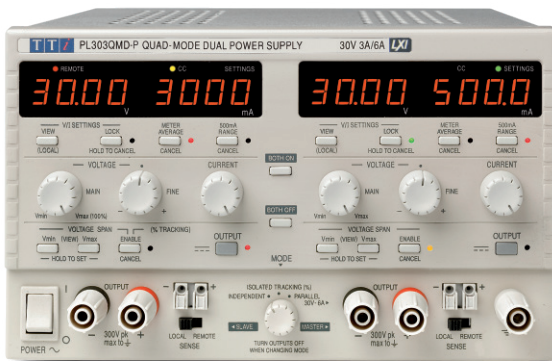 TTi PL303QMD-P QUAD-MODE DUAL POWER SUPPLY 30V 3A/6A LXI
REMOTE CC SETTINGS
30.00 V 3000 mA
CC SETTINGS
30.00 V 500.0 mA
V/I SETTINGS
VIEW LOCK METER AVERAGE 500mA RANGE
(LOCAL) HOLD TO CANCEL CANCEL CANCEL
V/I SETTINGS
VIEW LOCK METER AVERAGE 500mA RANGE
(LOCAL) HOLD TO CANCEL CANCEL CANCEL
VOLTAGE CURRENT
MAIN FINE
Vmin Vmax (100%) - +
BOTH ON
BOTH OFF
MODE
VOLTAGE CURRENT
MAIN FINE
Vmin Vmax - +
VOLTAGE SPAN (% TRACKING)
Vmin (VIEW) Vmax ENABLE OUTPUT
HOLD TO SET CANCEL
VOLTAGE SPAN
Vmin (VIEW) Vmax ENABLE OUTPUT
HOLD TO SET CANCEL
POWER I O
OUTPUT
- 300V pk max to +
- +
LOCAL REMOTE
SENSE
ISOLATED TRACKING (%)
INDEPENDENT PARALLEL
30V - 6A
SLAVE MASTER
TURN OUTPUTS OFF
WHEN CHANGING MODE
OUTPUT
- 300V pk max to +
- +
LOCAL REMOTE
SENSE